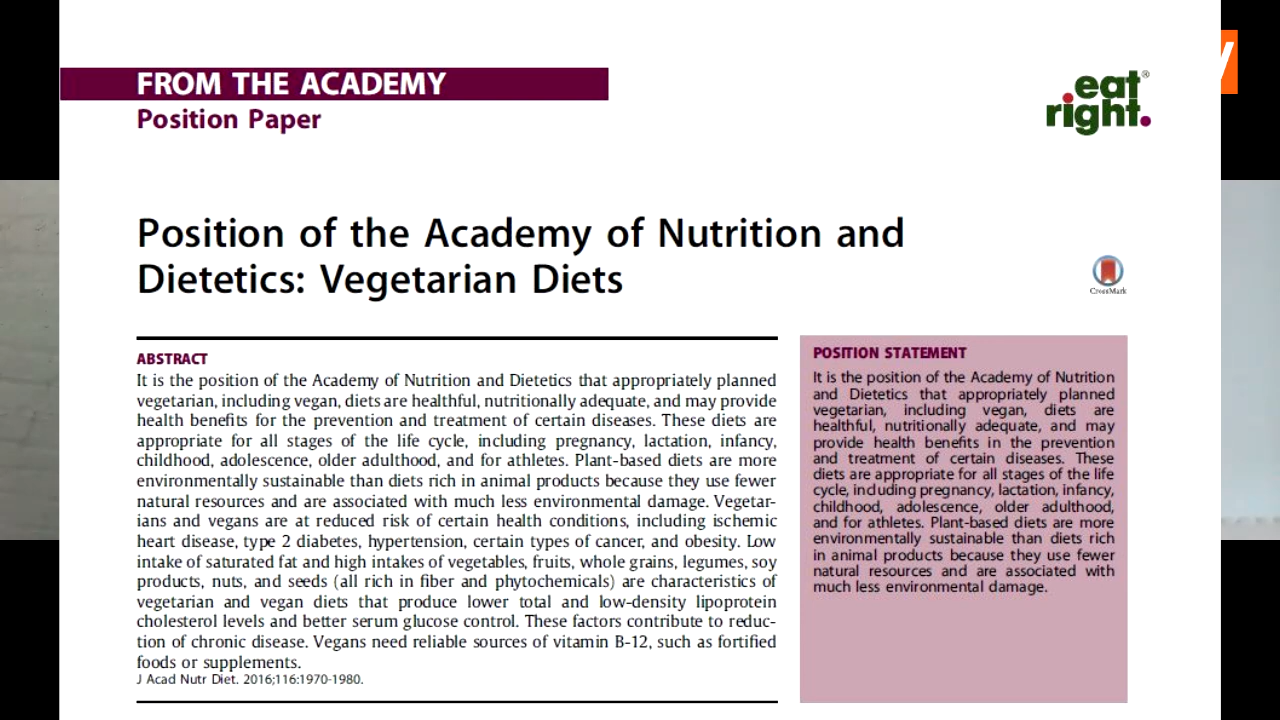 FROM THE ACADEMY
Position Paper
eat
right.
®
Position of the Academy of Nutrition and
Dietetics: Vegetarian Diets
CrossMark
ABSTRACT
It is the position of the Academy of Nutrition and Dietetics that appropriately planned
vegetarian, including vegan, diets are healthful, nutritionally adequate, and may provide
health benefits for the prevention and treatment of certain diseases. These diets are
appropriate for all stages of the life cycle, including pregnancy, lactation, infancy,
childhood, adolescence, older adulthood, and for athletes. Plant-based diets are more
environmentally sustainable than diets rich in animal products because they use fewer
natural resources and are associated with much less environmental damage. Vegetar-
ians and vegans are at reduced risk of certain health conditions, including ischemic
heart disease, type 2 diabetes, hypertension, certain types of cancer, and obesity. Low
intake of saturated fat and high intakes of vegetables, fruits, whole grains, legumes, soy
products, nuts, and seeds (all rich in fiber and phytochemicals) are characteristics of
vegetarian and vegan diets that produce lower total and low-density lipoprotein
cholesterol levels and better serum glucose control. These factors contribute to reduc-
tion of chronic disease. Vegans need reliable sources of vitamin B-12, such as fortified
foods or supplements.
J Acad Nutr Diet. 2016;116:1970-1980.
POSITION STATEMENT
It is the position of the Academy of Nutrition
and Dietetics that appropriately planned
vegetarian, including vegan, diets are
healthful, nutritionally adequate, and may
provide health benefits in the prevention
and treatment of certain diseases. These
diets are appropriate for all stages of the life
cycle, including pregnancy, lactation, infancy,
childhood, adolescence, older adulthood,
and for athletes. Plant-based diets are more
environmentally sustainable than diets rich
in animal products because they use fewer
natural resources and are associated with
much less environmental damage.